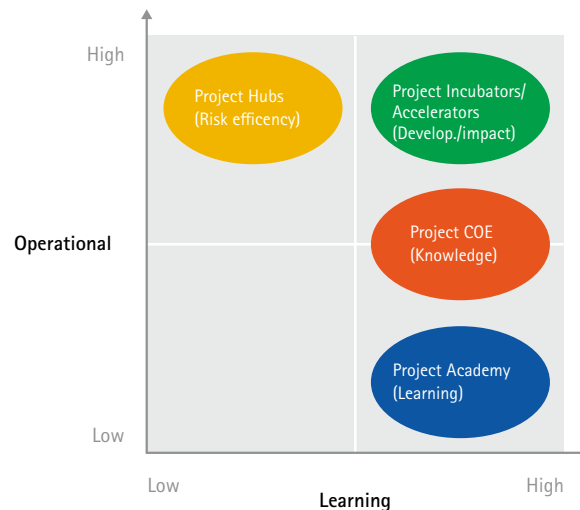 High
Project Hubs
(Risk efficency)
Project Incubators/
Accelerators
(Develop./impact)
Operational
Project COE
(Knowledge)
Project Academy
(Learning)
Low
Low
High
Learning